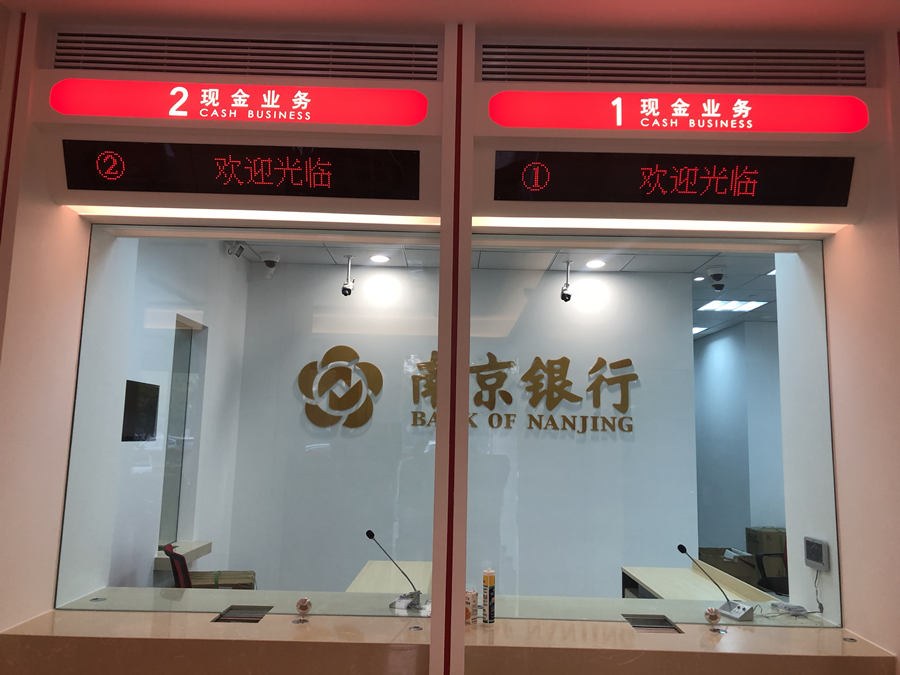 2 现金业务
CASH BUSINESS
1 现金业务
CASH BUSINESS
② 欢迎光临
① 欢迎光临
南京银行
BANK OF NANJING